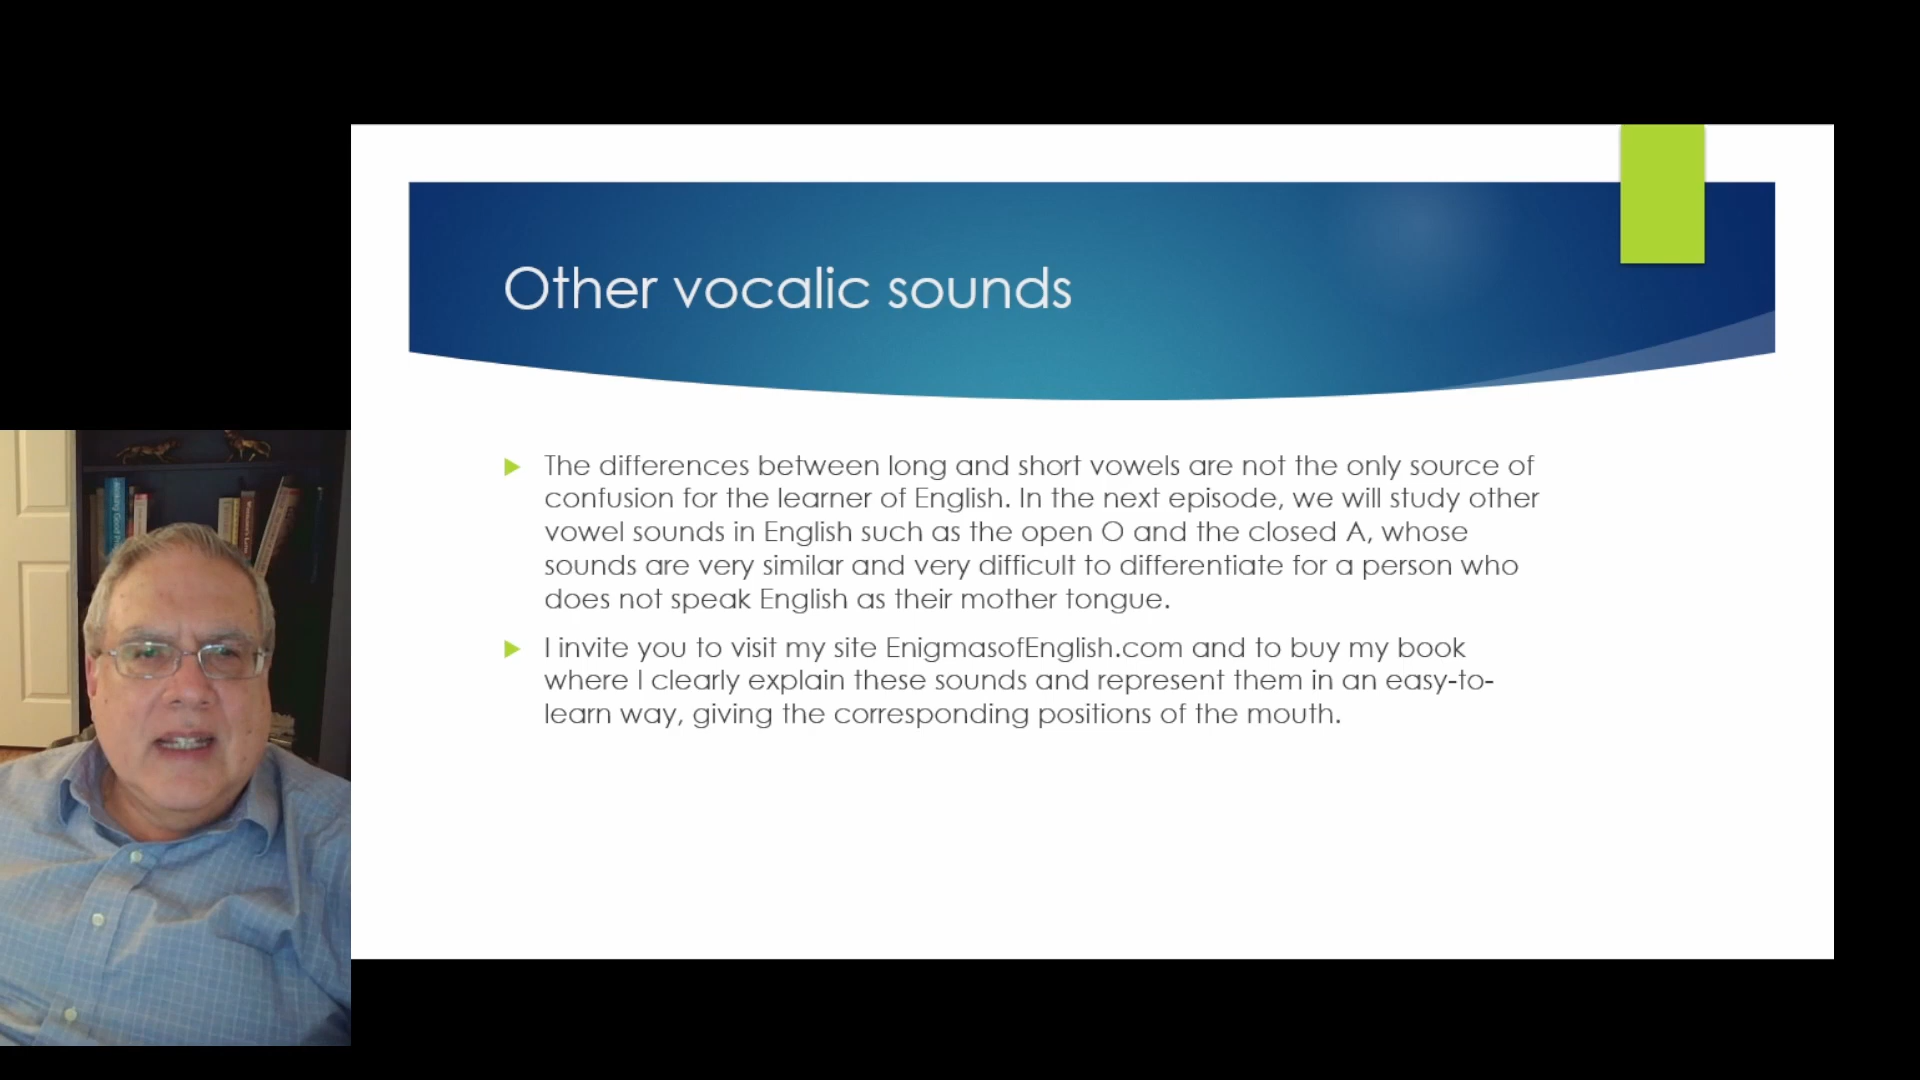 Other vocalic sounds
The differences between long and short vowels are not the only source of
confusion for the learner of English. In the next episode, we will study other
vowel sounds in English such as the open O and the closed A, whose
sounds are very similar and very difficult to differentiate for a person who
does not speak English as their mother tongue.
I invite you to visit my site EnigmasofEnglish.com and to buy my book
where I clearly explain these sounds and represent them in an easy-to-
learn way, giving the corresponding positions of the mouth.